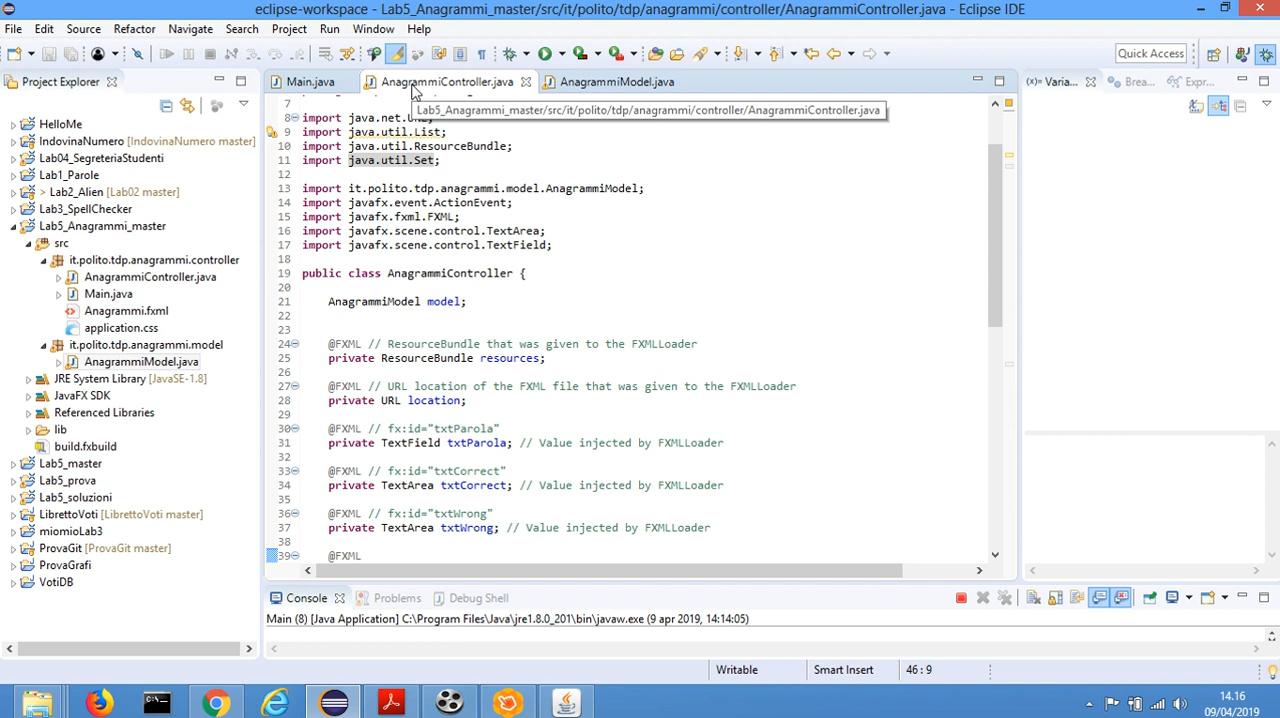 eclipse-workspace - Lab5_Anagrammi_master/src/it/polito/tdp/anagrammi/controller/AnagrammiController.java - Eclipse IDE
File Edit Source Refactor Navigate Search Project Run Window Help
Quick Access
Project Explorer
HelloMe
IndovinaNumero [IndovinaNumero master]
Lab04_SegreteriaStudenti
Lab1_Parole
> Lab2_Alien [Lab02 master]
Lab3_SpellChecker
Lab5_Anagrammi_master
src
it.polito.tdp.anagrammi.controller
AnagrammiController.java
Main.java
Anagrammi.fxml
application.css
it.polito.tdp.anagrammi.model
AnagrammiModel.java
JRE System Library [JavaSE-1.8]
JavaFX SDK
Referenced Libraries
lib
build.fxbuild
Lab5_master
Lab5_prova
Lab5_soluzioni
LibrettoVoti [LibrettoVoti master]
miomioLab3
ProvaGit [ProvaGit master]
ProvaGrafi
VotiDB
Main.java AnagrammiController.java AnagrammiModel.java
Lab5_Anagrammi_master/src/it/polito/tdp/anagrammi/controller/AnagrammiController.java
7
8 import java.net.URL;
9 import java.util.List;
10 import java.util.ResourceBundle;
11 import java.util.Set;
12
13 import it.polito.tdp.anagrammi.model.AnagrammiModel;
14 import javafx.event.ActionEvent;
15 import javafx.fxml.FXML;
16 import javafx.scene.control.TextArea;
17 import javafx.scene.control.TextField;
18
19 public class AnagrammiController {
20
21 AnagrammiModel model;
22
23
24 @FXML // ResourceBundle that was given to the FXMLLoader
25 private ResourceBundle resources;
26
27 @FXML // URL location of the FXML file that was given to the FXMLLoader
28 private URL location;
29
30 @FXML // fx:id="txtParola"
31 private TextField txtParola; // Value injected by FXMLLoader
32
33 @FXML // fx:id="txtCorrect"
34 private TextArea txtCorrect; // Value injected by FXMLLoader
35
36 @FXML // fx:id="txtWrong"
37 private TextArea txtWrong; // Value injected by FXMLLoader
38
39 @FXML
(x)= Varia... Brea... Expr...
Console Problems Debug Shell
Main (8) [Java Application] C:\Program Files\Java\jre1.8.0_201\bin\javaw.exe (9 apr 2019, 14:14:05)
Writable Smart Insert 46 : 9
14.16
09/04/2019